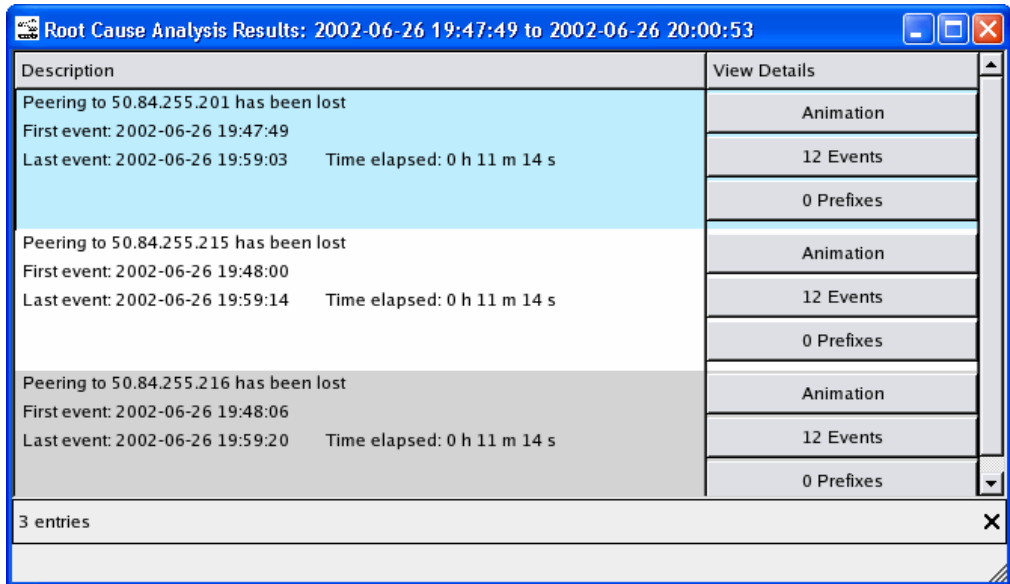 Root Cause Analysis Results: 2002-06-26 19:47:49 to 2002-06-26 20:00:53
Description View Details
Peering to 50.84.255.201 has been lost
First event: 2002-06-26 19:47:49
Last event: 2002-06-26 19:59:03 Time elapsed: 0 h 11 m 14 s
Animation
12 Events
0 Prefixes
Peering to 50.84.255.215 has been lost
First event: 2002-06-26 19:48:00
Last event: 2002-06-26 19:59:14 Time elapsed: 0 h 11 m 14 s
Animation
12 Events
0 Prefixes
Peering to 50.84.255.216 has been lost
First event: 2002-06-26 19:48:06
Last event: 2002-06-26 19:59:20 Time elapsed: 0 h 11 m 14 s
Animation
12 Events
0 Prefixes
3 entries